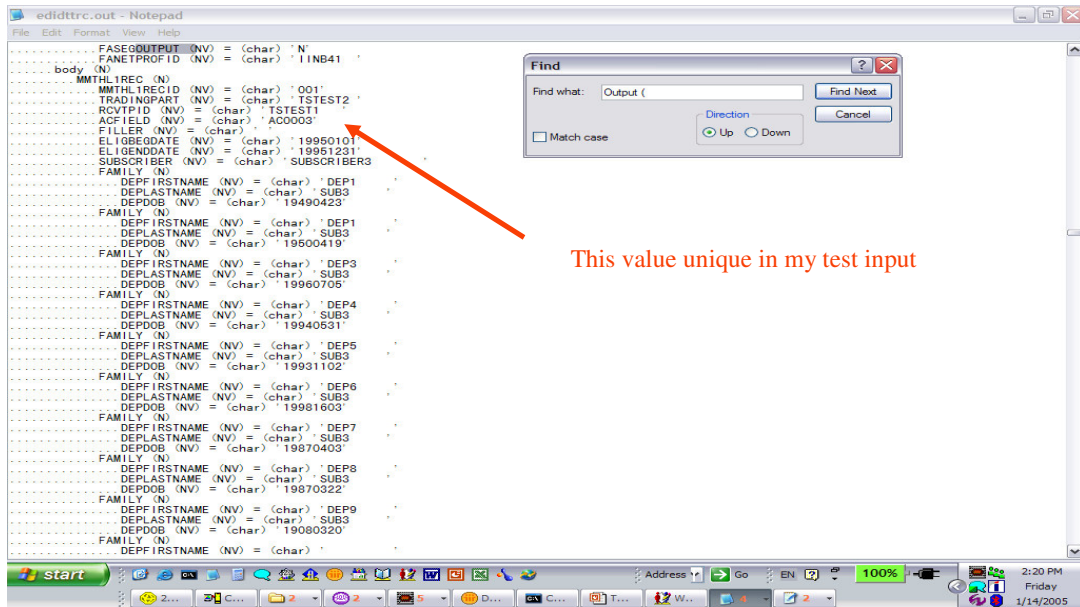 edidttrc.out - Notepad
File Edit Format View Help
............FASEGOUTPUT (NV) = (char) 'N'
............FANETPROFID (NV) = (char) 'IINB41 '
......body (N)
.........MMTHL1REC (N)
............MMTHL1RECID (NV) = (char) '001'
............TRADINGPART (NV) = (char) 'TSTEST2 '
............RCVTPID (NV) = (char) 'TSTEST1 '
............ACFIELD (NV) = (char) 'AC0003'
............FILLER (NV) = (char) ' '
............ELIGBEGDATE (NV) = (char) '19950101'
............ELIGENDDATE (NV) = (char) '19951231'
............SUBSCRIBER (NV) = (char) 'SUBSCRIBER3 '
............FAMILY (N)
...............DEPFIRSTNAME (NV) = (char) 'DEP1 '
...............DEPLASTNAME (NV) = (char) 'SUB3 '
...............DEPDOB (NV) = (char) '19490423'
............FAMILY (N)
...............DEPFIRSTNAME (NV) = (char) 'DEP1 '
...............DEPLASTNAME (NV) = (char) 'SUB3 '
...............DEPDOB (NV) = (char) '19500419'
............FAMILY (N)
...............DEPFIRSTNAME (NV) = (char) 'DEP3 '
...............DEPLASTNAME (NV) = (char) 'SUB3 '
...............DEPDOB (NV) = (char) '19960705'
............FAMILY (N)
...............DEPFIRSTNAME (NV) = (char) 'DEP4 '
...............DEPLASTNAME (NV) = (char) 'SUB3 '
...............DEPDOB (NV) = (char) '19940531'
............FAMILY (N)
...............DEPFIRSTNAME (NV) = (char) 'DEP5 '
...............DEPLASTNAME (NV) = (char) 'SUB3 '
...............DEPDOB (NV) = (char) '19931102'
............FAMILY (N)
...............DEPFIRSTNAME (NV) = (char) 'DEP6 '
...............DEPLASTNAME (NV) = (char) 'SUB3 '
...............DEPDOB (NV) = (char) '19981603'
............FAMILY (N)
...............DEPFIRSTNAME (NV) = (char) 'DEP7 '
...............DEPLASTNAME (NV) = (char) 'SUB3 '
...............DEPDOB (NV) = (char) '19870403'
............FAMILY (N)
...............DEPFIRSTNAME (NV) = (char) 'DEP8 '
...............DEPLASTNAME (NV) = (char) 'SUB3 '
...............DEPDOB (NV) = (char) '19870322'
............FAMILY (N)
...............DEPFIRSTNAME (NV) = (char) 'DEP9 '
...............DEPLASTNAME (NV) = (char) 'SUB3 '
...............DEPDOB (NV) = (char) '19080320'
............FAMILY (N)
...............DEPFIRSTNAME (NV) = (char) ' '
Find
Find what: Output ( Find Next
Direction Cancel
Match case Up Down
This value unique in my test input
start Address Go EN 100% 2:20 PM
Friday
2... C... 2 2 5 D... C... T... W... 4 2 1/14/2005